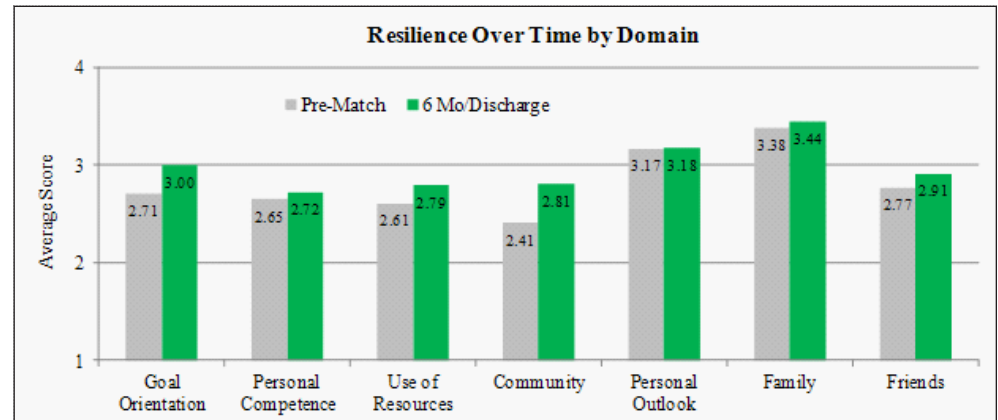 Resilience Over Time by Domain
4
Pre-Match 6 Mo/Discharge
3
2
1
Average Score
2.71 3.00 2.65 2.72 2.61 2.79 2.41 2.81 3.17 3.18 3.38 3.44 2.77 2.91
Goal Personal Use of Community Personal Family Friends
Orientation Competence Resources Outlook